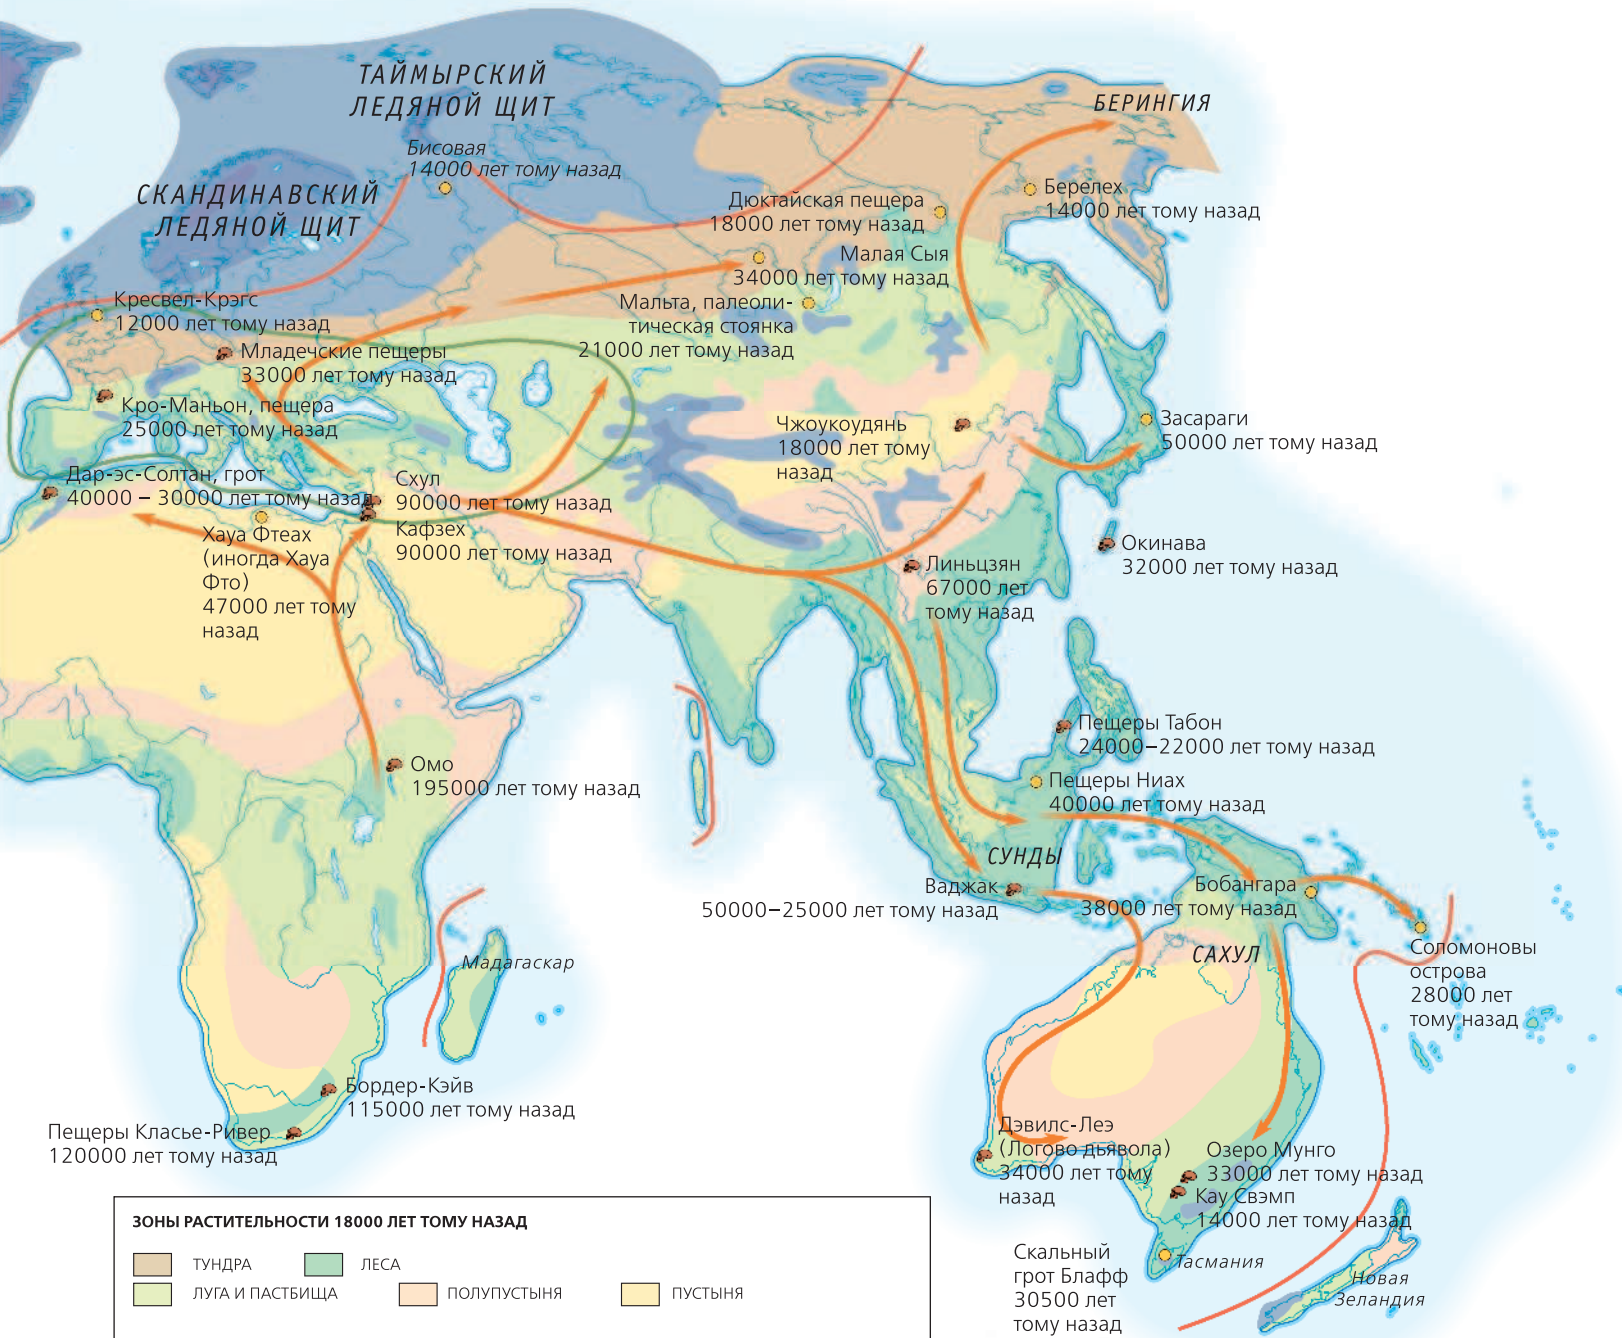 ТАЙМЫРСКИЙ
ЛЕДЯНОЙ ЩИТ
БЕРИНГИЯ
Бисовая
14000 лет тому назад
СКАНДИНАВСКИЙ
ЛЕДЯНОЙ ЩИТ
Дюктайская пещера
18000 лет тому назад
Берелех
14000 лет тому назад
Малая Сыя
34000 лет тому назад
Кресвел-Крэгс
12000 лет тому назад
Мальта, палеоли-
тическая стоянка
21000 лет тому назад
Младечские пещеры
33000 лет тому назад
Кро-Маньон, пещера
25000 лет тому назад
Чжоукоудянь
18000 лет тому
назад
Засараги
50000 лет тому назад
Дар-эс-Солтан, грот
40000 – 30000 лет тому назад
Схул
90000 лет тому назад
Кафзех
90000 лет тому назад
Хауа Фтеах
(иногда Хауа
Фто)
47000 лет тому
назад
Окинава
32000 лет тому назад
Линьцзян
67000 лет
тому назад
Омо
195000 лет тому назад
Пещеры Табон
24000–22000 лет тому назад
Пещеры Ниах
40000 лет тому назад
СУНДЫ
Ваджак
50000–25000 лет тому назад
Бобангара
38000 лет тому назад
САХУЛ
Соломоновы
острова
28000 лет
тому назад
Мадагаскар
Бордер-Кэйв
115000 лет тому назад
Пещеры Класье-Ривер
120000 лет тому назад
Дэвилс-Леэ
(Логово дьявола)
34000 лет тому
назад
Озеро Мунго
33000 лет тому назад
Кау Свэмп
14000 лет тому назад
Скальный
грот Блафф
30500 лет
тому назад
Тасмания
Новая
Зеландия
ЗОНЫ РАСТИТЕЛЬНОСТИ 18000 ЛЕТ ТОМУ НАЗАД
ТУНДРА
ЛЕСА
ЛУГА И ПАСТБИЩА
ПОЛУПУСТЫНЯ
ПУСТЫНЯ